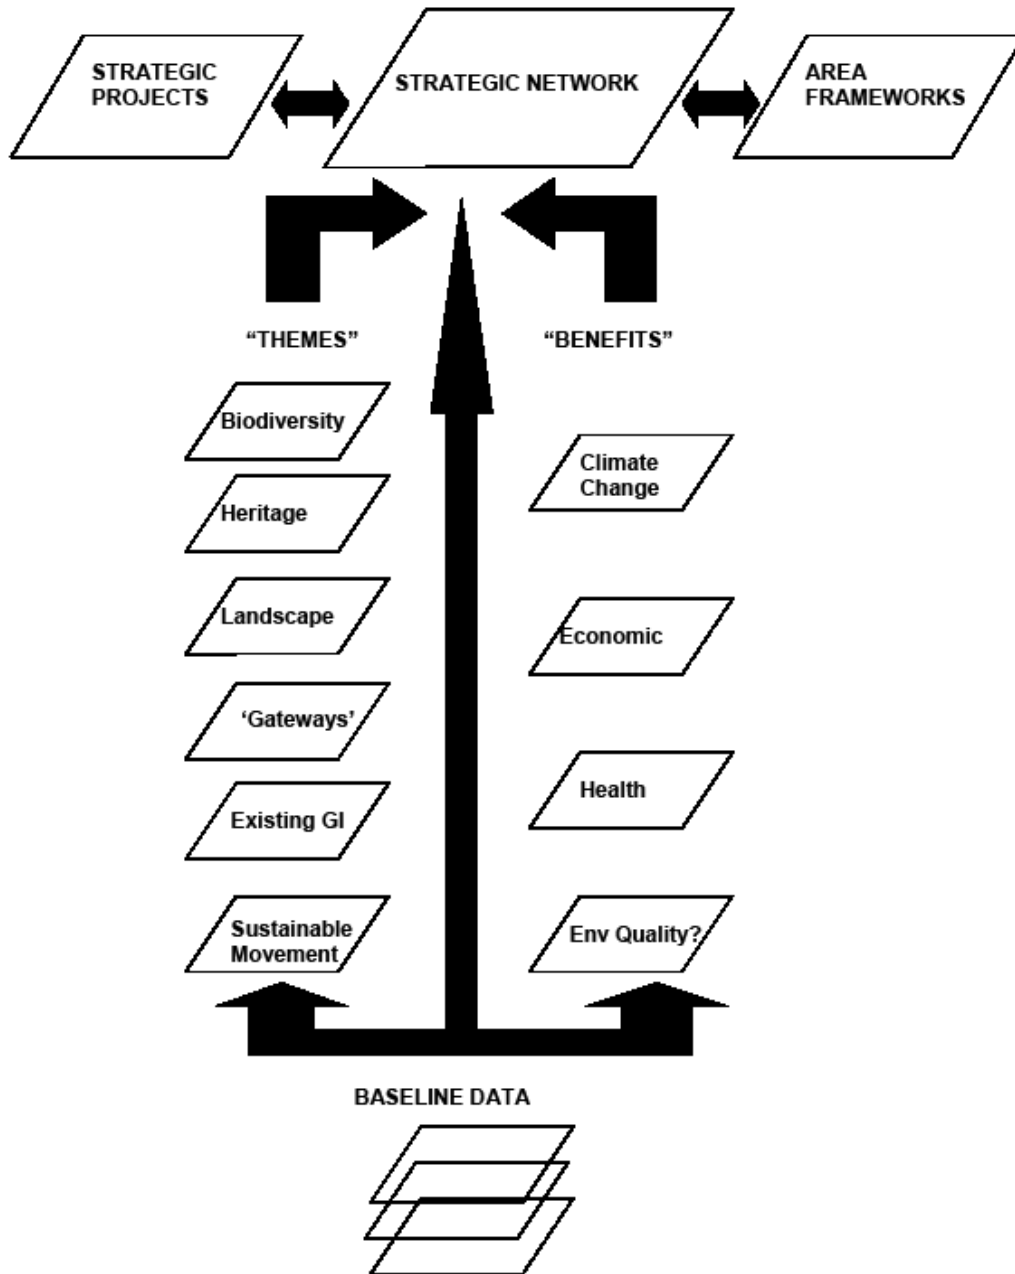 STRATEGIC
PROJECTS
STRATEGIC NETWORK
AREA
FRAMEWORKS
“THEMES”
“BENEFITS”
Biodiversity
Heritage
Landscape
‘Gateways’
Existing GI
Sustainable
Movement
Climate
Change
Economic
Health
Env Quality?
BASELINE DATA